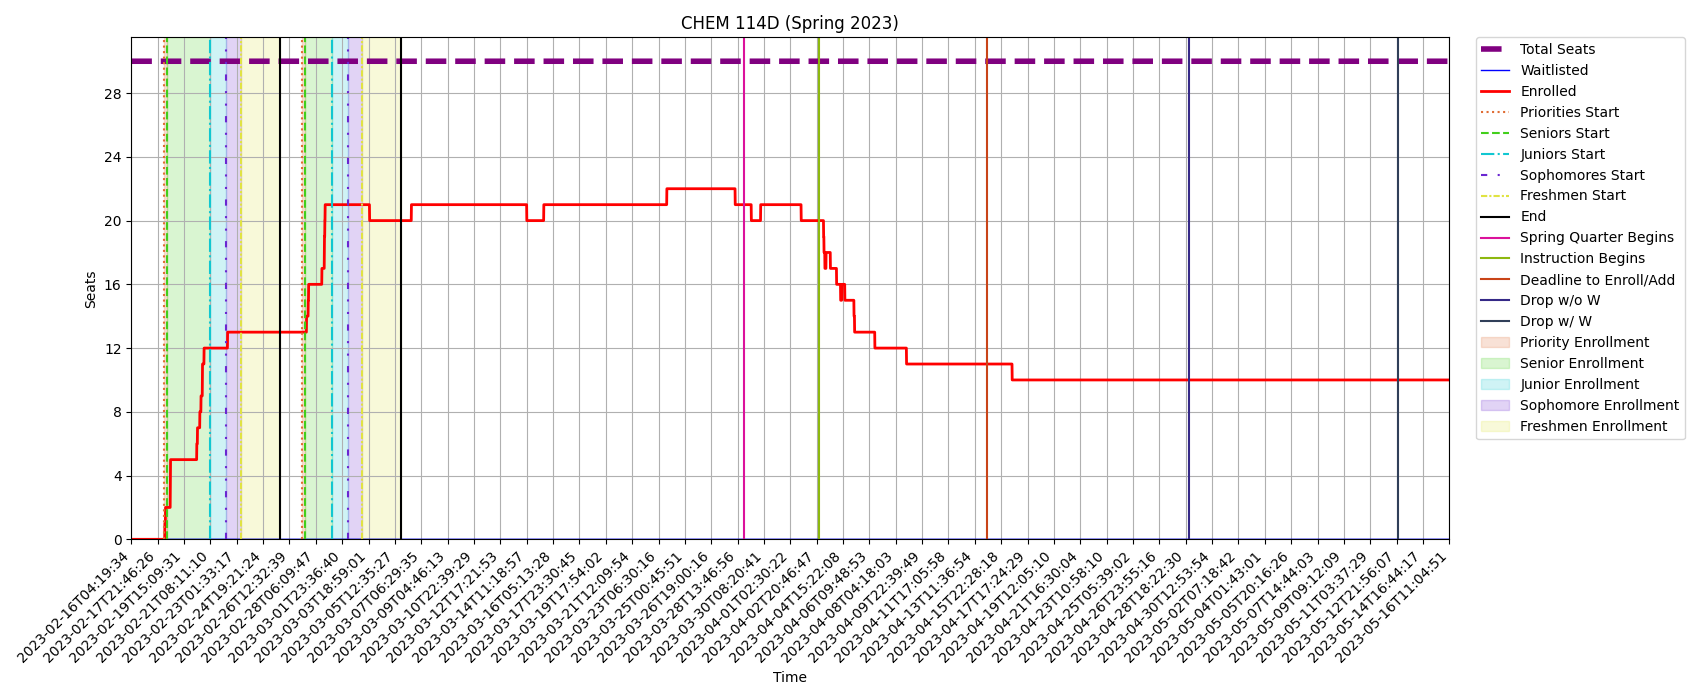 CHEM 114D (Spring 2023)
Seats
28
24
20
16
12
8
4
0
2023-02-16T04:19:34
2023-02-17T21:46:26
2023-02-19T15:09:31
2023-02-21T08:11:10
2023-02-23T01:33:17
2023-02-24T19:21:24
2023-02-26T12:32:39
2023-02-28T06:09:47
2023-03-01T23:36:40
2023-03-03T18:59:01
2023-03-05T12:35:27
2023-03-07T06:29:35
2023-03-09T04:46:13
2023-03-10T22:39:29
2023-03-12T17:21:53
2023-03-14T11:18:57
2023-03-16T05:13:28
2023-03-17T23:30:45
2023-03-19T17:54:02
2023-03-21T12:09:54
2023-03-23T06:30:16
2023-03-25T00:45:51
2023-03-26T19:00:16
2023-03-28T13:46:56
2023-03-30T08:20:41
2023-04-01T02:30:22
2023-04-02T20:46:47
2023-04-04T15:22:08
2023-04-06T09:48:53
2023-04-08T04:18:03
2023-04-09T22:39:49
2023-04-11T17:05:58
2023-04-13T11:36:54
2023-04-15T22:28:18
2023-04-17T17:24:29
2023-04-19T12:05:10
2023-04-21T16:30:04
2023-04-23T10:58:10
2023-04-25T05:39:02
2023-04-26T23:55:16
2023-04-28T18:22:30
2023-04-30T12:53:54
2023-05-02T07:18:42
2023-05-04T01:43:01
2023-05-05T20:16:26
2023-05-07T14:44:03
2023-05-09T09:12:09
2023-05-11T03:37:29
2023-05-12T21:56:07
2023-05-14T16:44:17
2023-05-16T11:04:51
Time
Total Seats
Waitlisted
Enrolled
Priorities Start
Seniors Start
Juniors Start
Sophomores Start
Freshmen Start
End
Spring Quarter Begins
Instruction Begins
Deadline to Enroll/Add
Drop w/o W
Drop w/ W
Priority Enrollment
Senior Enrollment
Junior Enrollment
Sophomore Enrollment
Freshmen Enrollment